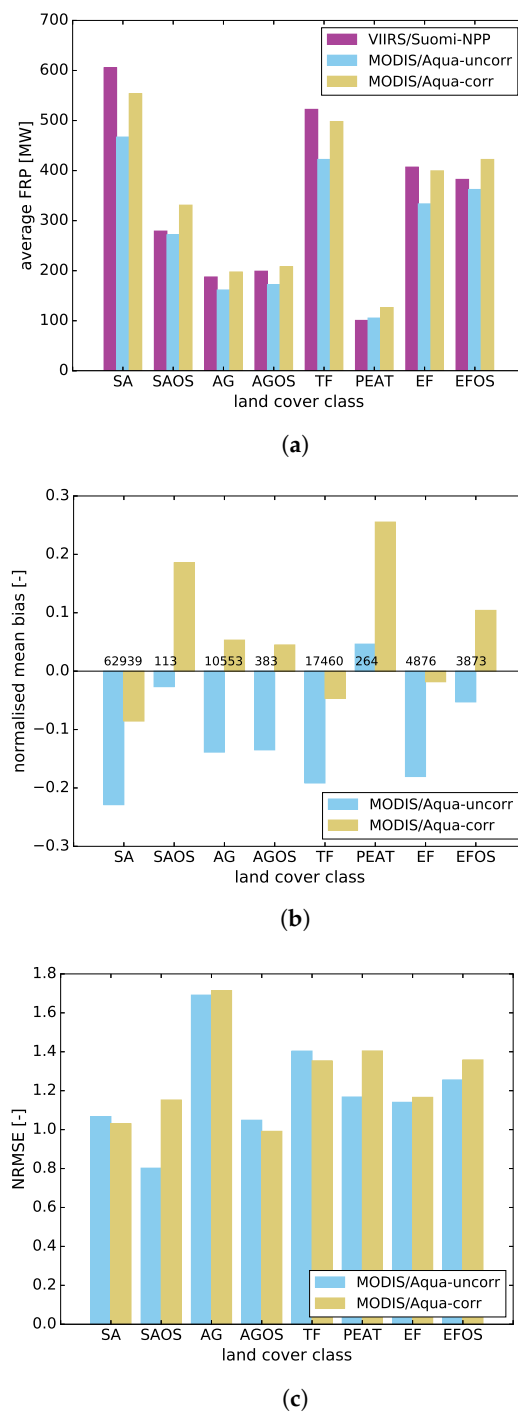 700
600
500
400
300
200
100
0
average FRP [MW]
VIIRS/Suomi-NPP
MODIS/Aqua-uncorr
MODIS/Aqua-corr
SA SAOS AG AGOS TF PEAT EF EFOS
land cover class
(a)
0.3
0.2
0.1
0.0
−0.1
−0.2
−0.3
normalised mean bias [-]
62939 113 10553 383 17460 264 4876 3873
MODIS/Aqua-uncorr
MODIS/Aqua-corr
SA SAOS AG AGOS TF PEAT EF EFOS
land cover class
(b)
1.8
1.6
1.4
1.2
1.0
0.8
0.6
0.4
0.2
0.0
NRMSE [-]
MODIS/Aqua-uncorr
MODIS/Aqua-corr
SA SAOS AG AGOS TF PEAT EF EFOS
land cover class
(c)